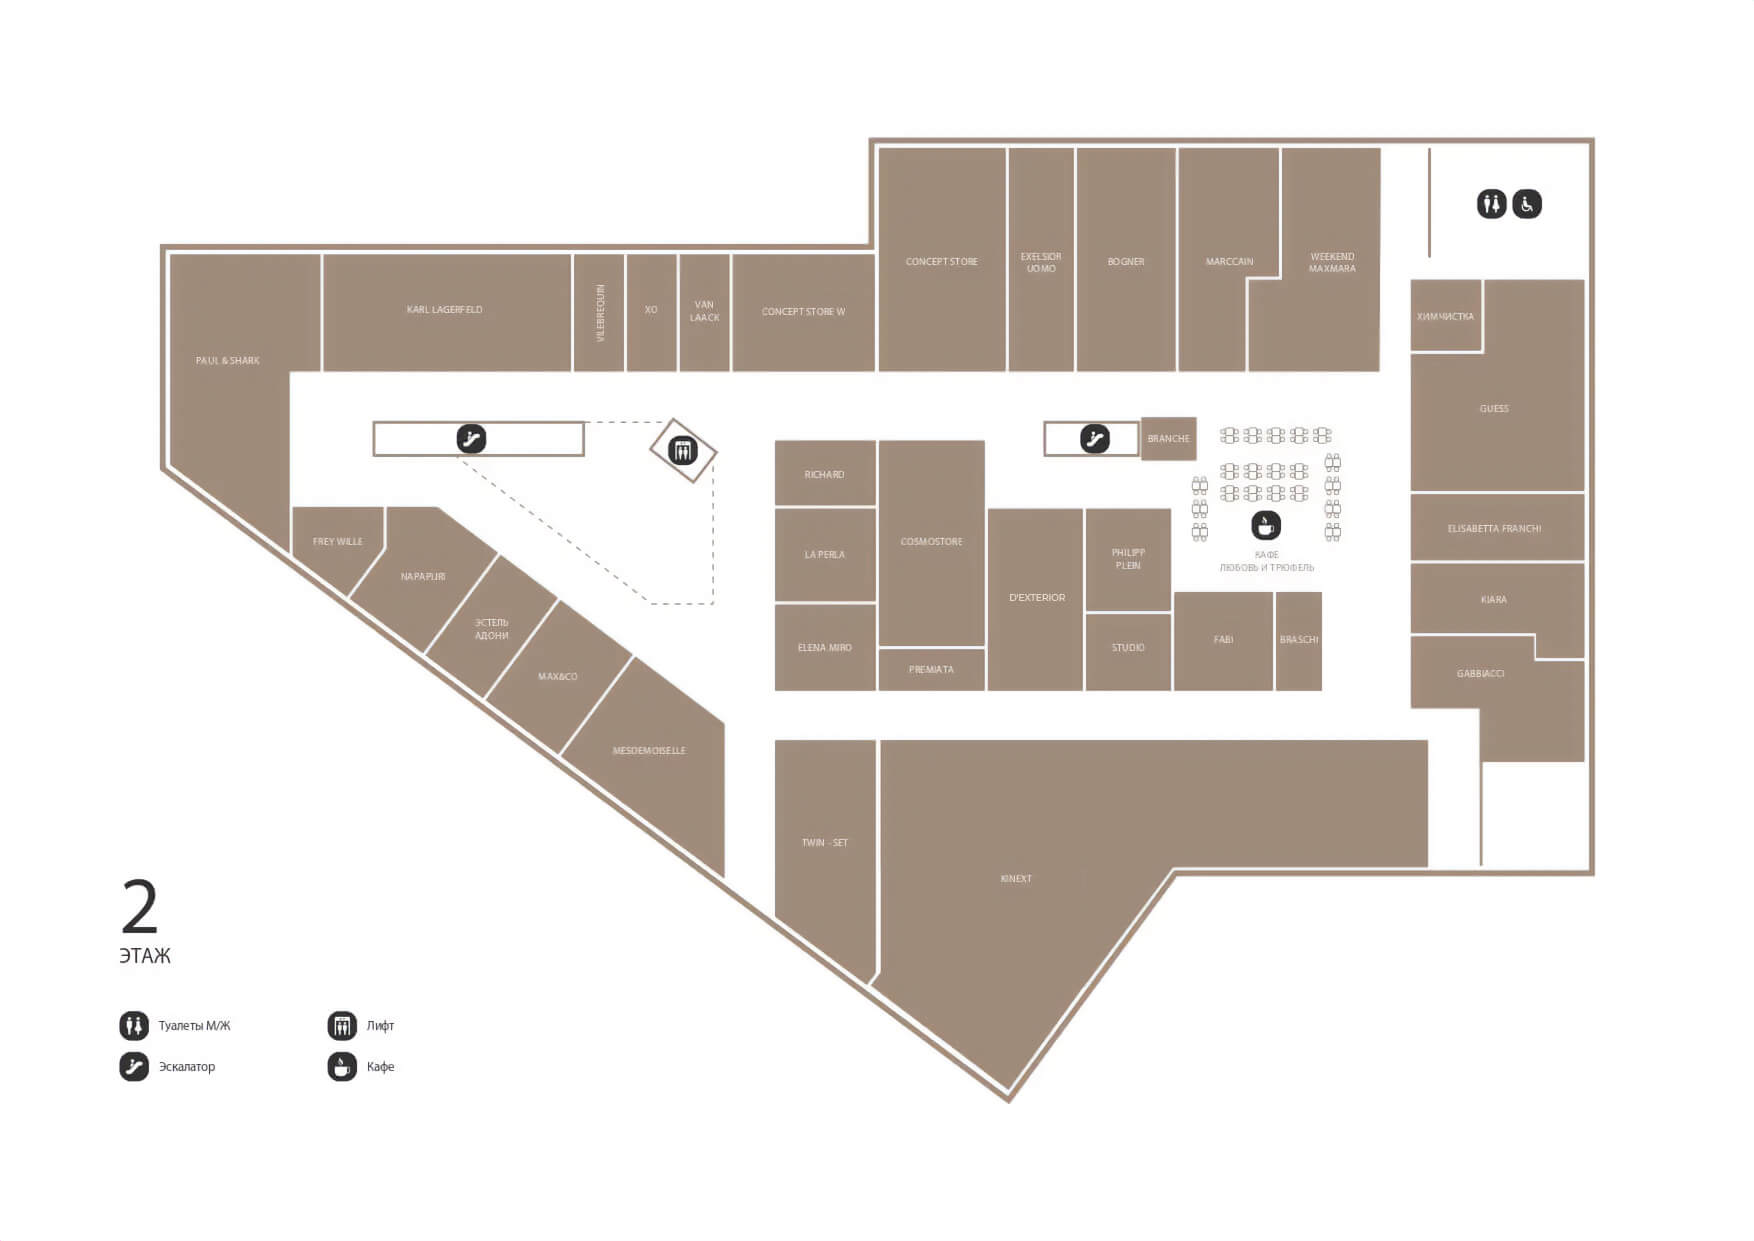 CONCEPT STORE
EXELSIOR
UOMO
BOGNER
MARCCAIN
WEEKEND
MAXMARA
PAUL & SHARK
KARL LAGERFELD
VILEBREQUIN
XO
VAN
LAACK
CONCEPT STORE W
ХИМЧИСТКА
GUESS
BRANCHE
RICHARD
LA PERLA
ELENA MIRO
COSMOSTORE
PREMIATA
D'EXTERIOR
PHILIPP
PLEIN
STUDIO
КАФЕ
ЛЮБОВЬ И ТРЮФЕЛЬ
FABI
BRASCHI
ELISABETTA FRANCHI
KIARA
GABBIACCI
FREY WILLE
NAPAPIJRI
ЭСТЕЛЬ
АДОНИ
MAX&CO
MESDEMOISELLE
TWIN - SET
KINEXT
2
ЭТАЖ
Туалеты М/Ж
Лифт
Эскалатор
Кафе